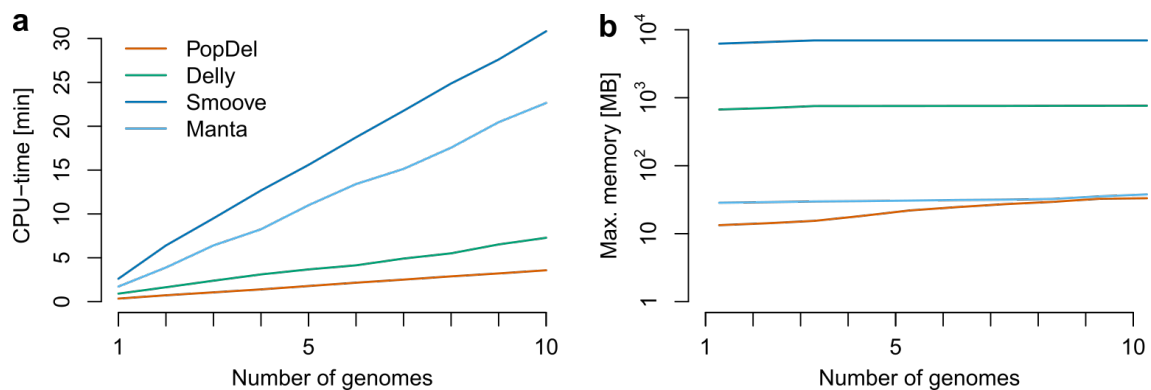 a
CPU−time [min]
30
25
20
15
10
5
0
PopDel
Delly
Smoove
Manta
1 5 10
Number of genomes
b
Max. memory [MB]
10^4
10^3
10^2
10
1
1 5 10
Number of genomes